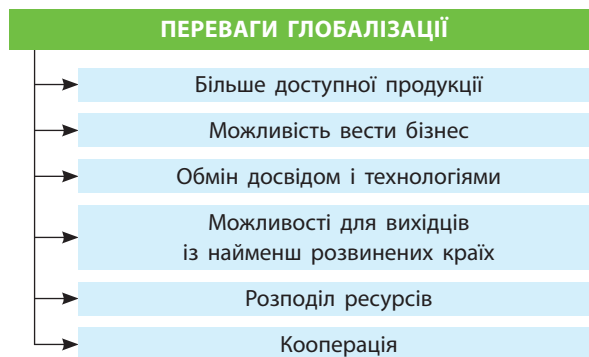 ПЕРЕВАГИ ГЛОБАЛІЗАЦІЇ
Більше доступної продукції
Можливість вести бізнес
Обмін досвідом і технологіями
Можливості для вихідців
із найменш розвинених країх
Розподіл ресурсів
Кооперація